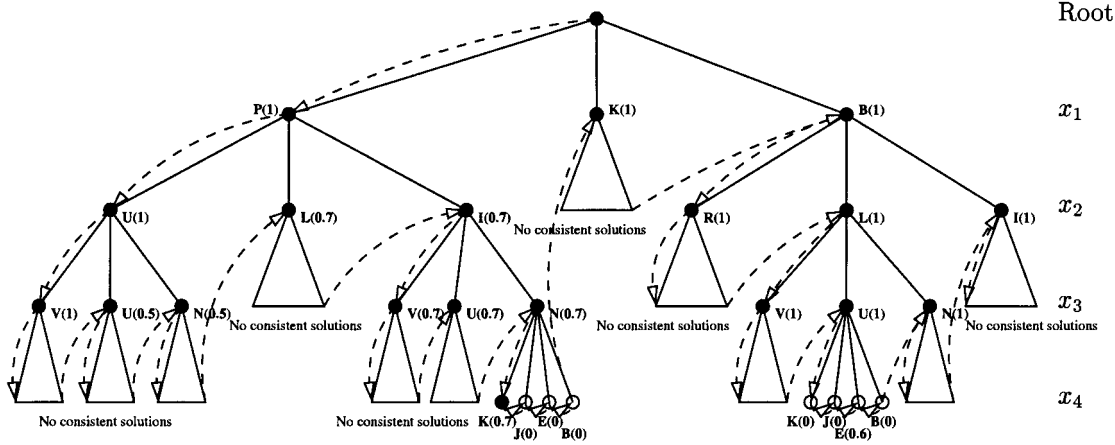 Root
P(1) K(1) B(1) x₁
U(1) L(0.7) I(0.7) R(1) L(1) I(1) x₂
No consistent solutions
V(1) U(0.5) N(0.5) V(0.7) U(0.7) N(0.7) V(1) U(1) N(1) x₃
No consistent solutions No consistent solutions No consistent solutions
K(0.7) E(0) K(0) J(0) B(0) x₄
No consistent solutions No consistent solutions J(0) B(0) E(0.6)